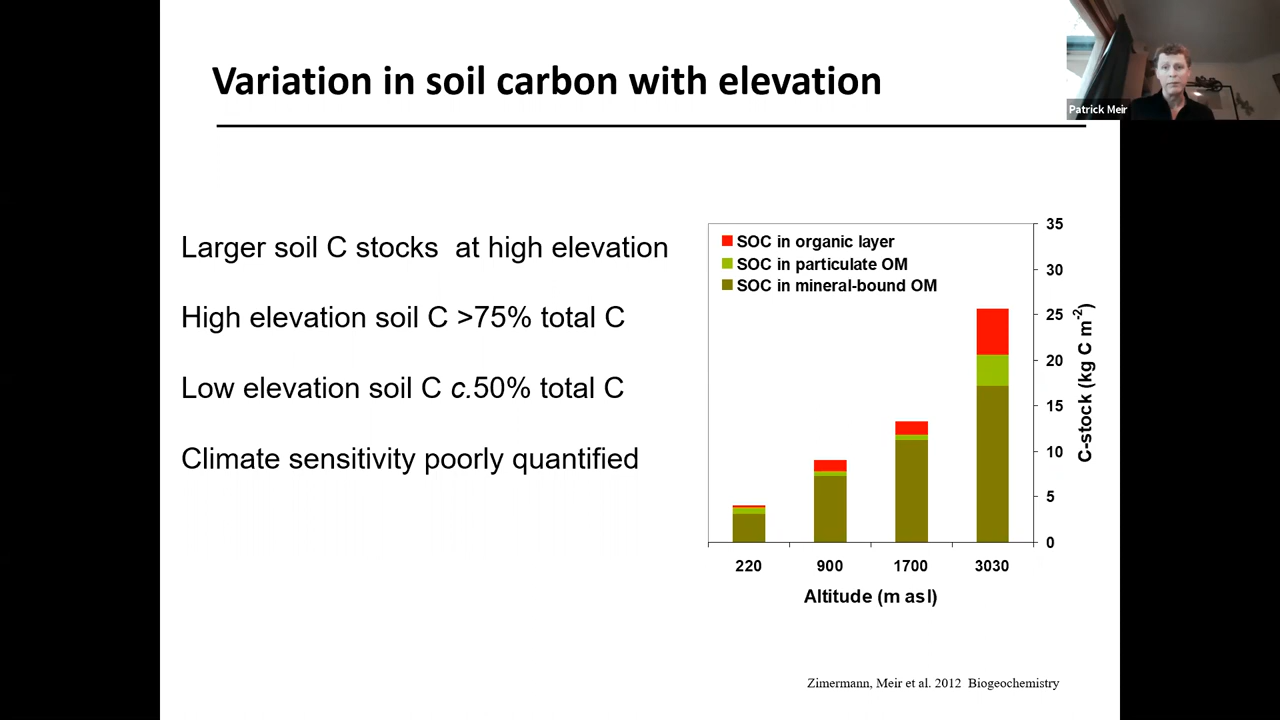 Variation in soil carbon with elevation
Patrick Meir
Larger soil C stocks  at high elevation
High elevation soil C >75% total C
Low elevation soil C c.50% total C
Climate sensitivity poorly quantified
SOC in organic layer
SOC in particulate OM
SOC in mineral-bound OM
35
30
25
20
15
10
5
0
C-stock (kg C m-2)
220 900 1700 3030
Altitude (m asl)
Zimermann, Meir et al. 2012  Biogeochemistry